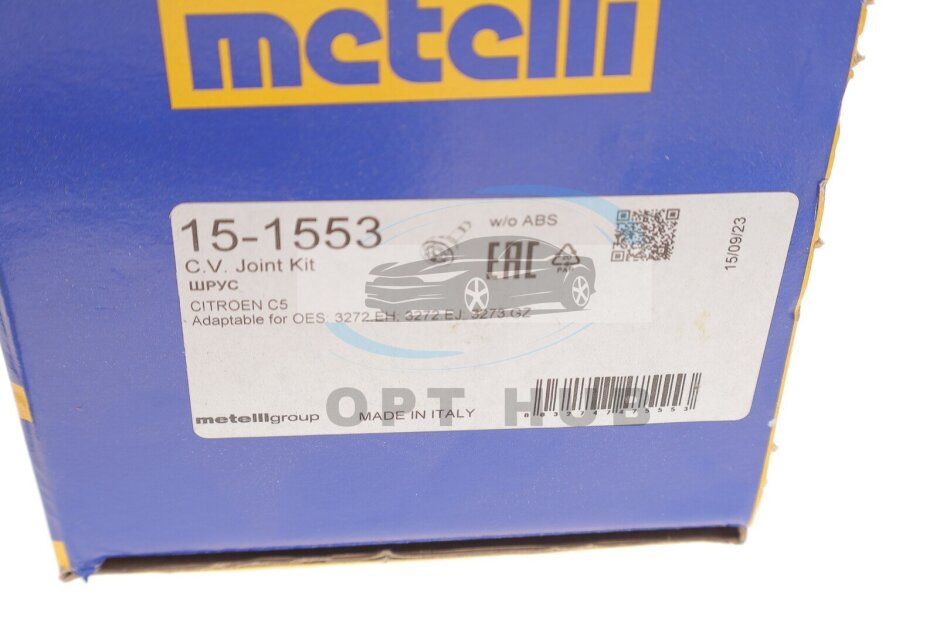 metelli
15-1553
w/o ABS
C.V. Joint Kit
ШРУС
EAC
PAP
CITROEN C5
Adaptable for OES: 3272.EH, 3272.EJ, 3273.GZ
15/09/23
OPT HUB
metelligroup
MADE IN ITALY